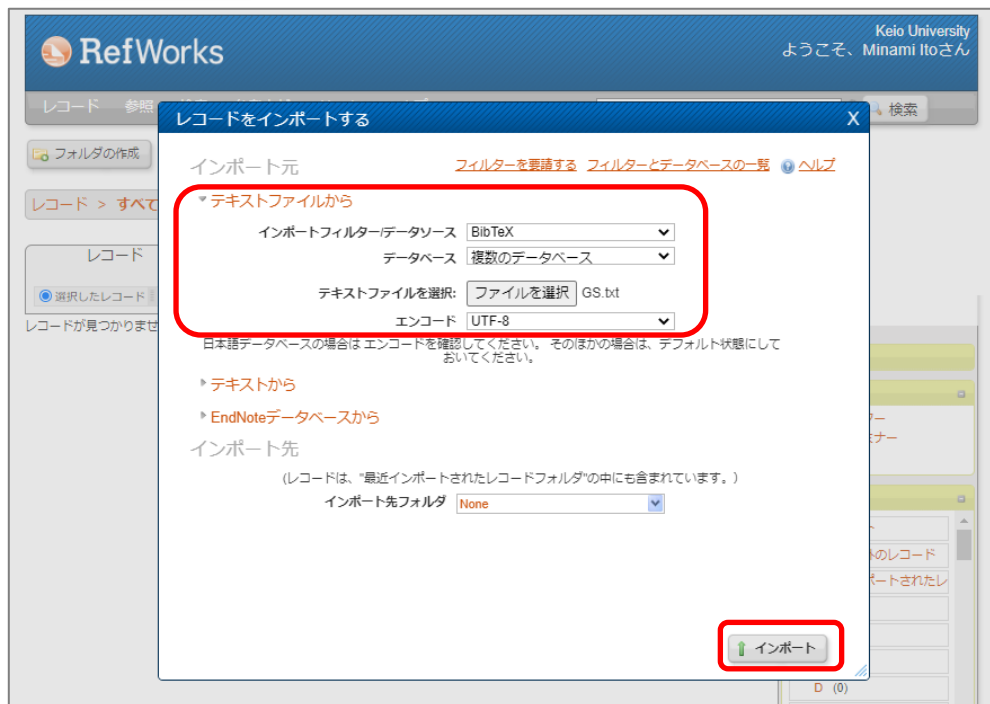 Keio University
RefWorks
ようこそ、Minami Itoさん
レコード 参照
検索
レコードをインポートする X
フォルダの作成
インポート元 フィルターを要請する フィルターとデータベースの一覧 ヘルプ
レコード > すべて
テキストファイルから
インポートフィルター/データソース BibTeX
レコード
データベース 複数のデータベース
選択したレコード
テキストファイルを選択: ファイルを選択 GS.txt
レコードが見つかりませ
エンコード UTF-8
日本語データベースの場合は エンコードを確認してください。 そのほかの場合は、デフォルト状態にして
おいてください。
テキストから
EndNoteデータベースから
ミナー
インポート先
(レコードは、"最近インポートされたレコードフォルダ"の中にも含まれています。)
インポート先フォルダ None
のレコード
ポートされたレ
インポート
D (0)